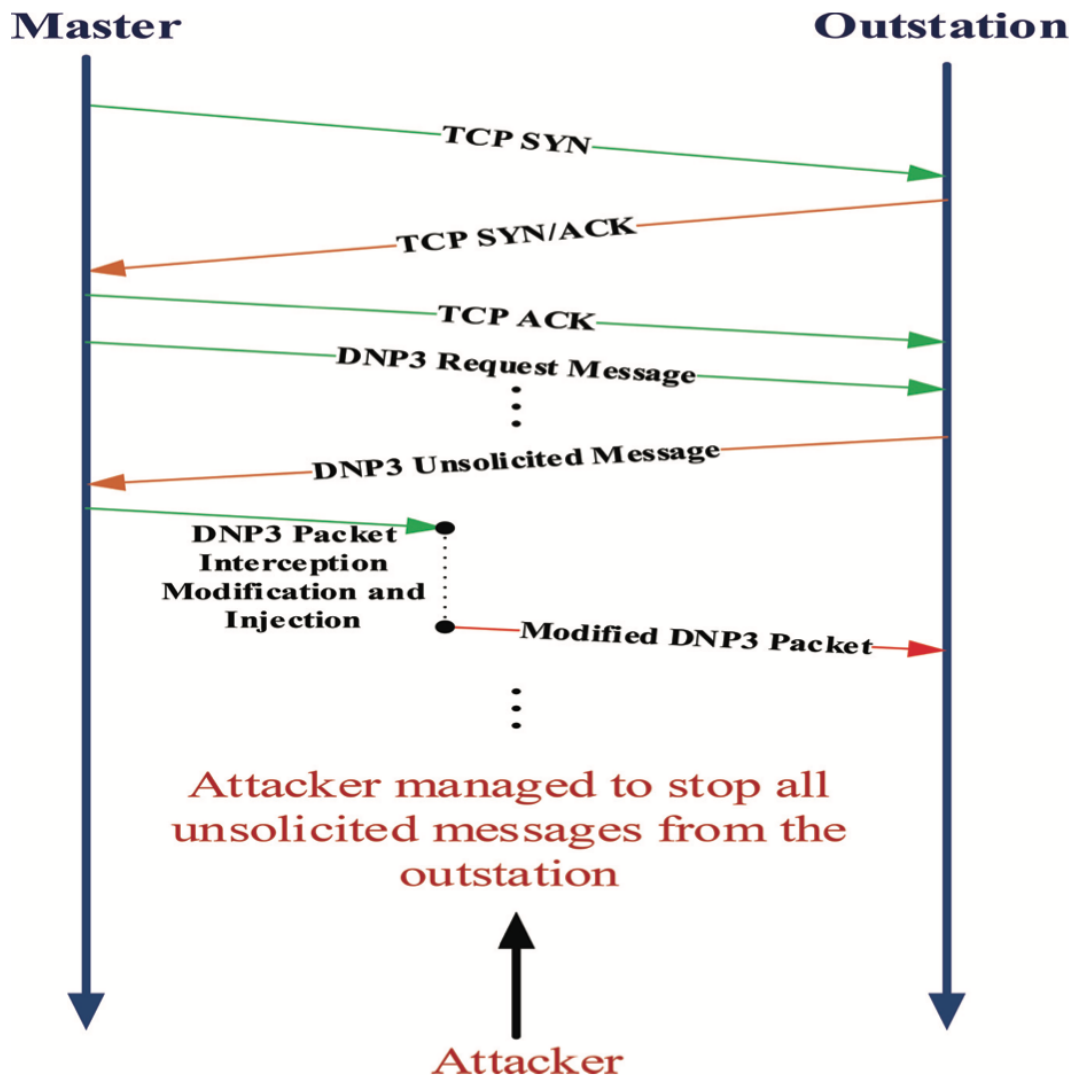 Master
Outstation
TCP SYN
TCP SYN/ACK
TCP ACK
DNP3 Request Message
DNP3 Unsolicited Message
DNP3 Packet
Interception
Modification and
Injection
Modified DNP3 Packet
Attacker managed to stop all
unsolicited messages from the
outstation
Attacker